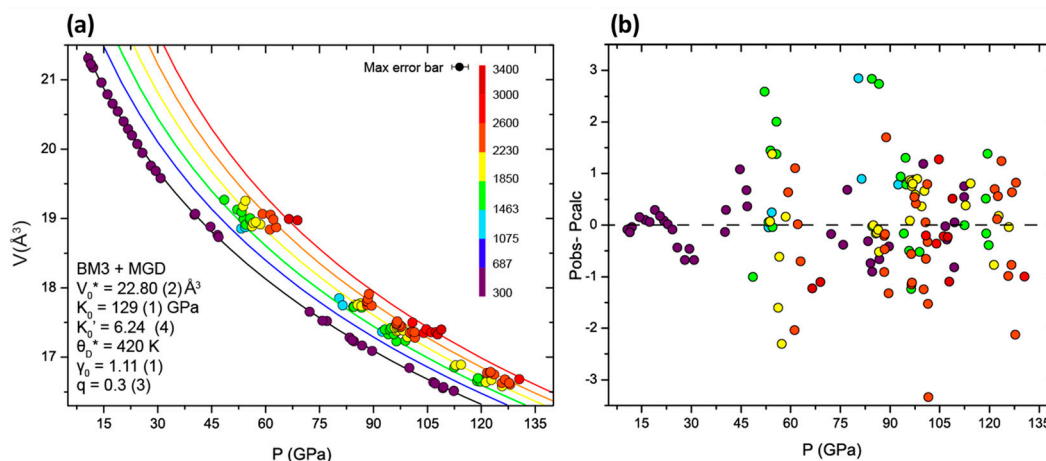 (a)
Max error bar
3400
3000
2600
2230
1850
1463
1075
687
300
21
20
19
18
17
V(Å³)
BM3 + MGD
V₀* = 22.80 (2) Å³
K₀ = 129 (1) GPa
K₀' = 6.24 (4)
θ_D* = 420 K
γ₀ = 1.11 (1)
q = 0.3 (3)
15 30 45 60 75 90 105 120 135
P (GPa)
(b)
3
2
1
0
-1
-2
-3
Pobs- Pcalc
15 30 45 60 75 90 105 120 135
P (GPa)